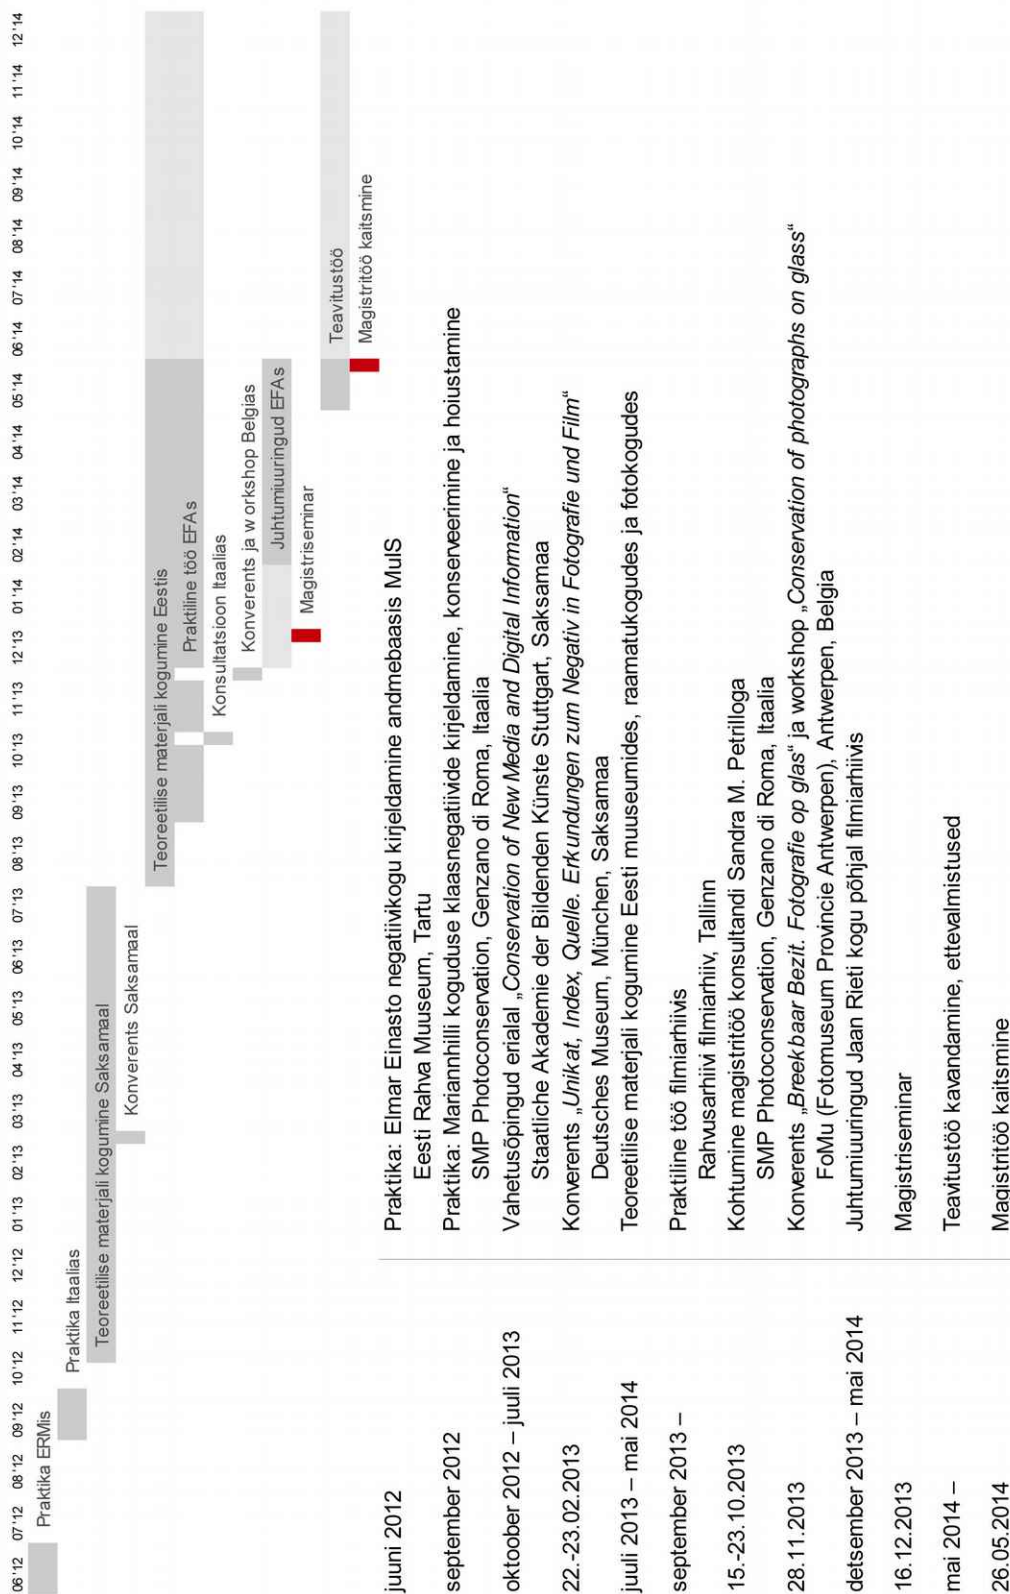 06'12 07'12 08'12 09'12 10'12 11'12 12'12 01'13 02'13 03'13 04'13 05'13 06'13 07'13 08'13 09'13 10'13 11'13 12'13 01'14 02'14 03'14 04'14 05'14 06'14 07'14 08'14 09'14 10'14 11'14 12'14
Praktika ERMis
Praktika Itaalias
Teoreetilise materjali kogumine Saksamaal
Konverents Saksamaal
Teoreetilise materjali kogumine Eestis
Praktiline töö EFAs
Konsultatsioon Itaalias
Konverents ja w orkshop Belgias
Juhtumiuuringud EFAs
Magistriseminar
Teavitustöö
Magistritöö kaitsmine
juuni 2012 Praktika: Elmar Einasto negatiivikogu kirjeldamine andmebaasis MuIS
Eesti Rahva Muuseum, Tartu
september 2012 Praktika: Mariannhilli koguduse klaasnegatiivide kirjeldamine, konserveerimine ja hoiustamine
SMP Photoconservation, Genzano di Roma, Itaalia
oktoober 2012 – juuli 2013 Vahetusõpingud erialal „Conservation of New Media and Digital Information“
Staatliche Akademie der Bildenden Künste Stuttgart, Saksamaa
22.-23.02.2013 Konverents „Unikat, Index, Quelle. Erkundungen zum Negativ in Fotografie und Film“
Deutsches Museum, München, Saksamaa
juuli 2013 – mai 2014 Teoreetilise materjali kogumine Eesti muuseumides, raamatukogudes ja fotokogudes
september 2013 – Praktiline töö filmiarhiivis
Rahvusarhiivi filmiarhiiv, Tallinn
15.-23.10.2013 Kohtumine magistritöö konsultandi Sandra M. Petrilloga
SMP Photoconservation, Genzano di Roma, Itaalia
28.11.2013 Konverents „Breekbaar Bezit. Fotografie op glas“ ja workshop „Conservation of photographs on glass“
FoMu (Fotomuseum Provincie Antwerpen), Antwerpen, Belgia
detsember 2013 – mai 2014 Juhtumiuuringud Jaan Rieti kogu põhjal filmiarhiivis
16.12.2013 Magistriseminar
mai 2014 – Teavitustöö kavandamine, ettevalmistused
26.05.2014 Magistritöö kaitsmine